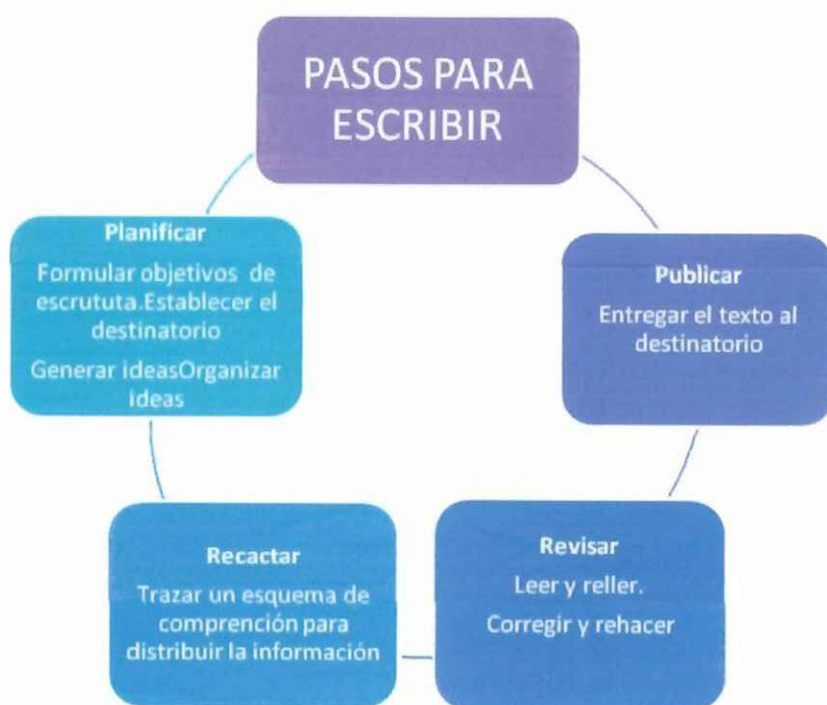 PASOS PARA
ESCRIBIR
Planificar
Formular objetivos de
escrututa.Establecer el
destinatorio
Generar ideasOrganizar
ideas
Recactar
Trazar un esquema de
comprención para
distribuir la información
Revisar
Leer y reller.
Corregir y rehacer
Publicar
Entregar el texto al
destinatorio